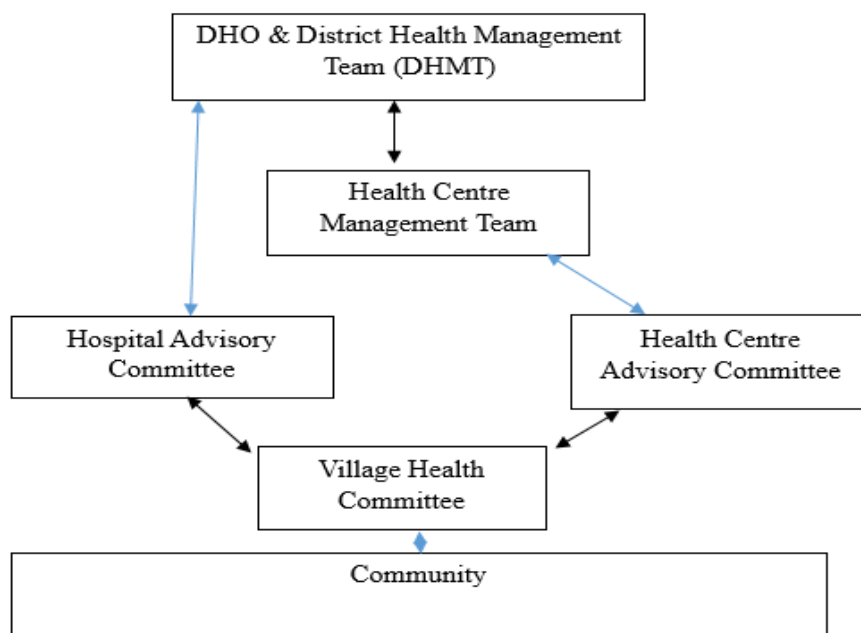 DHO & District Health Management
Team (DHMT)
Health Centre
Management Team
Hospital Advisory
Committee
Health Centre
Advisory Committee
Village Health
Committee
Community